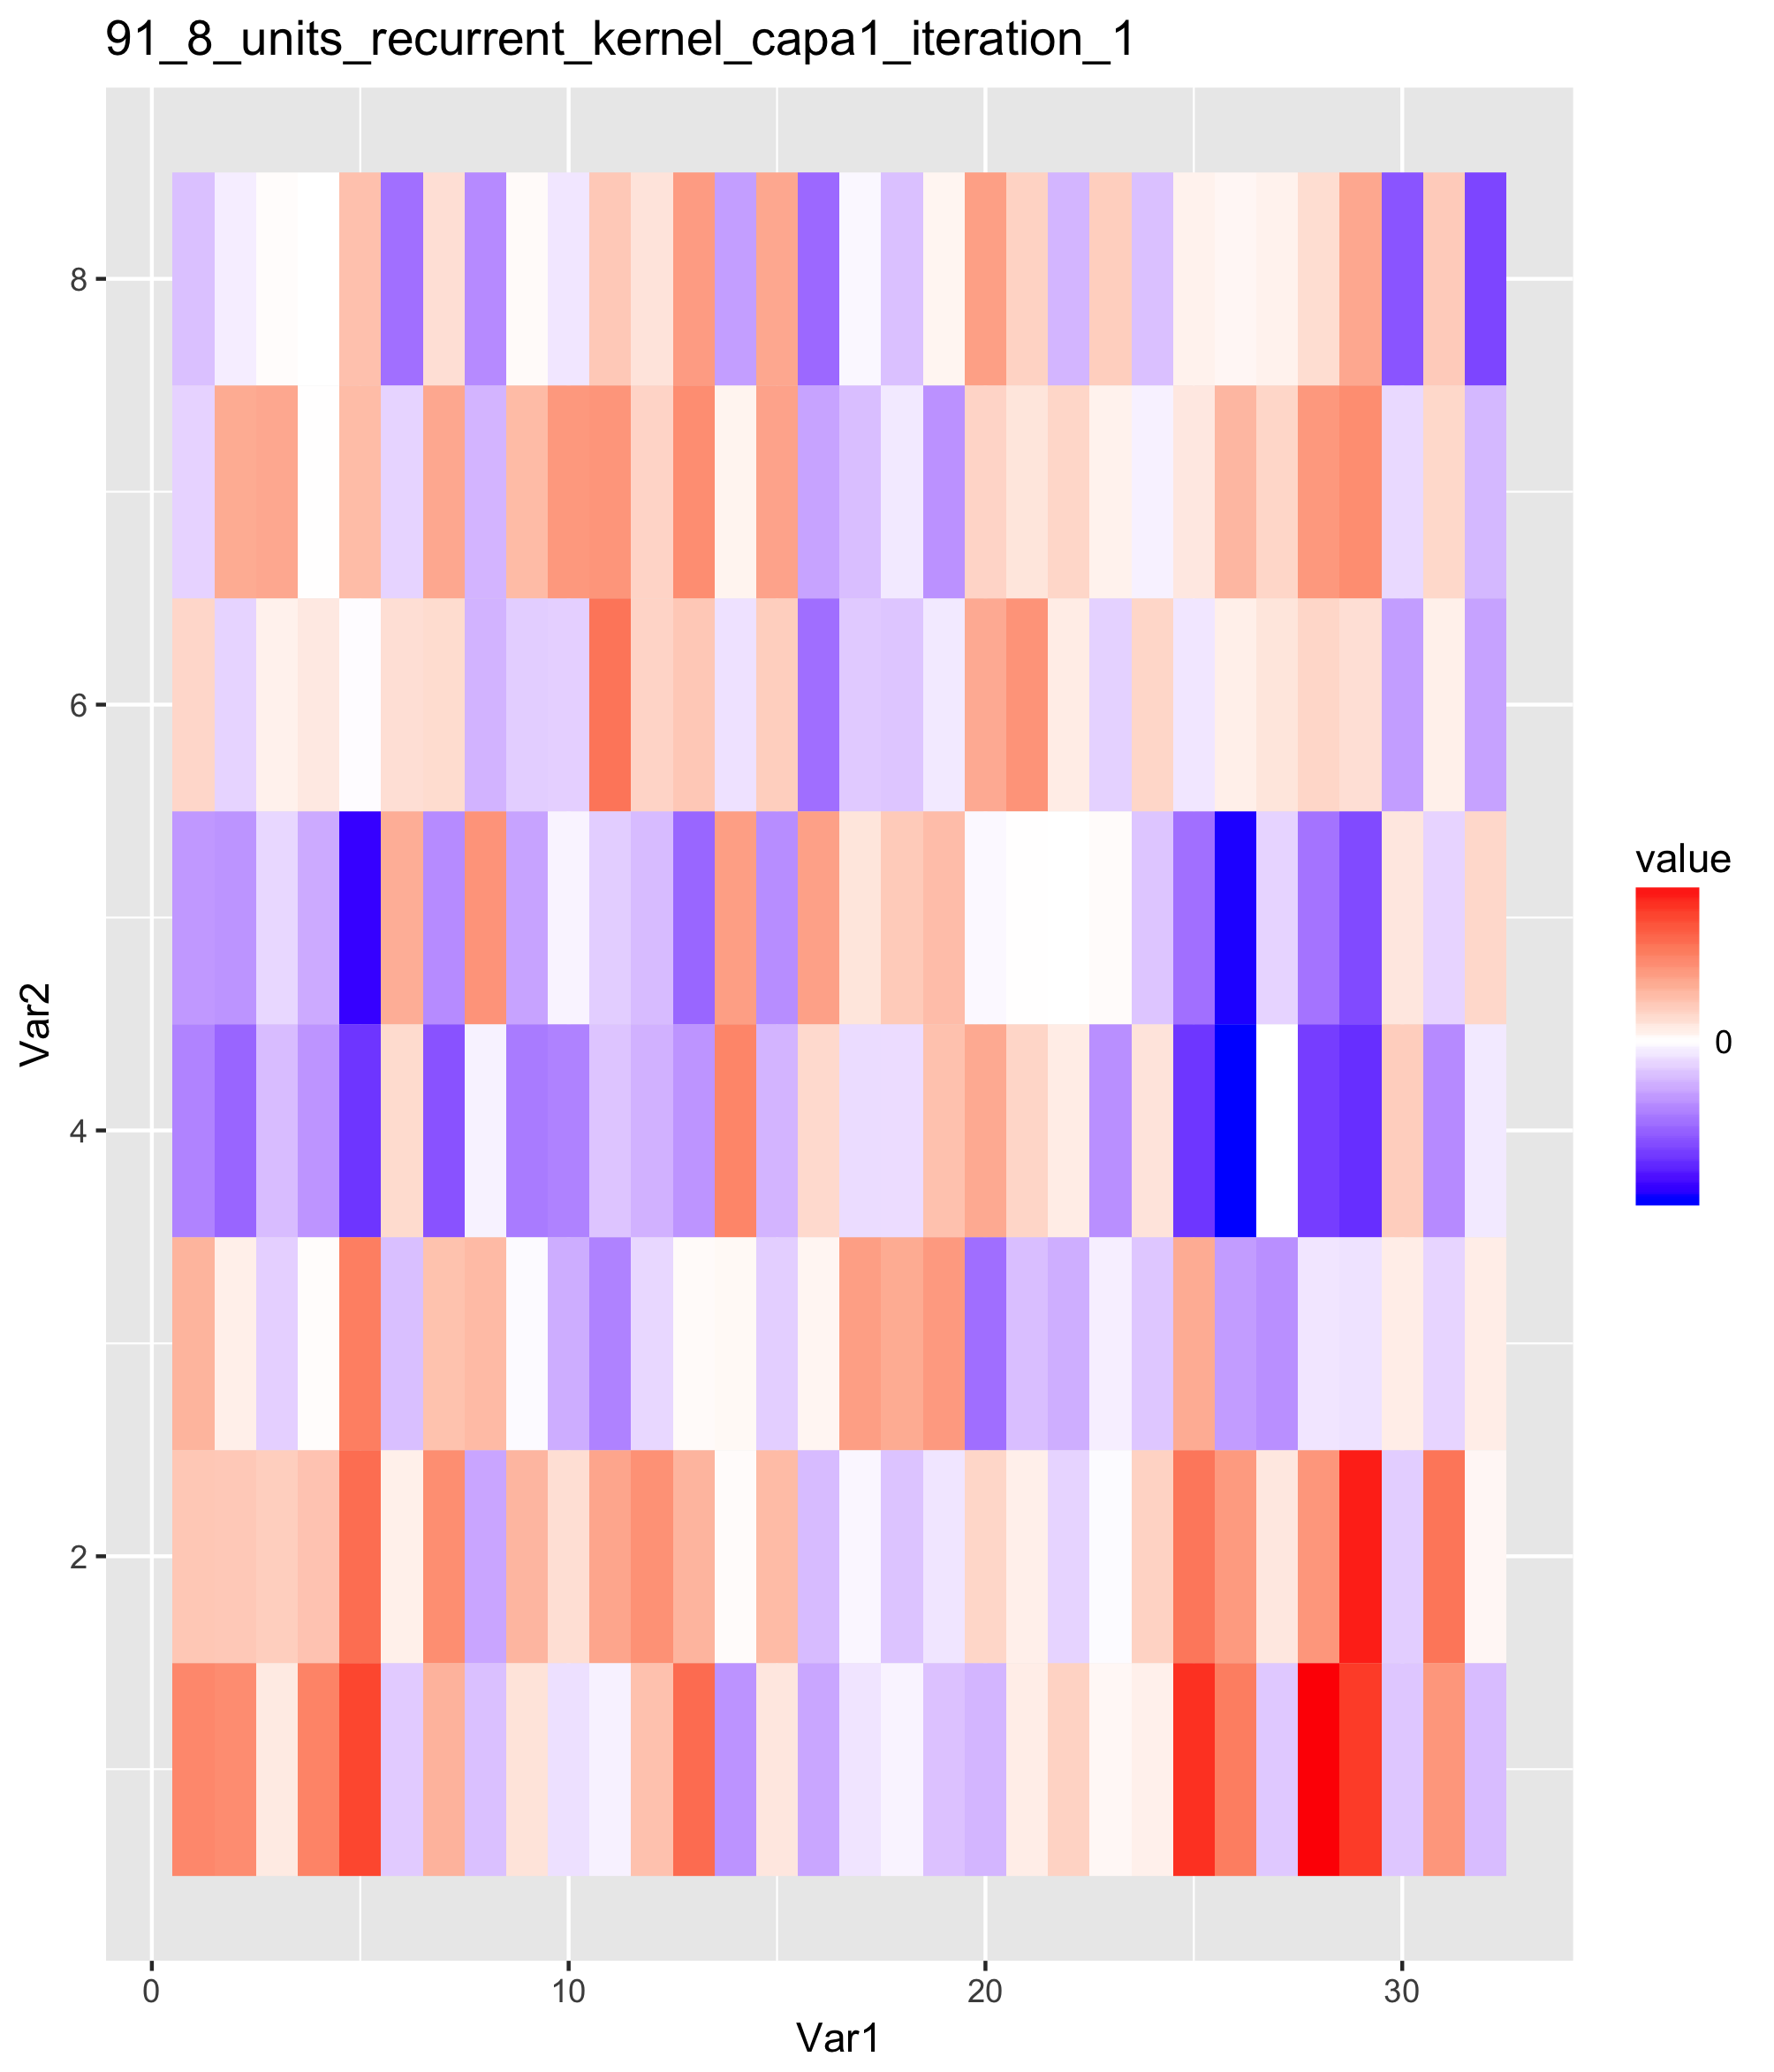 91_8_units_recurrent_kernel_capa1_iteration_1
8
6
4
2
Var2
0
10
20
30
Var1
value
0